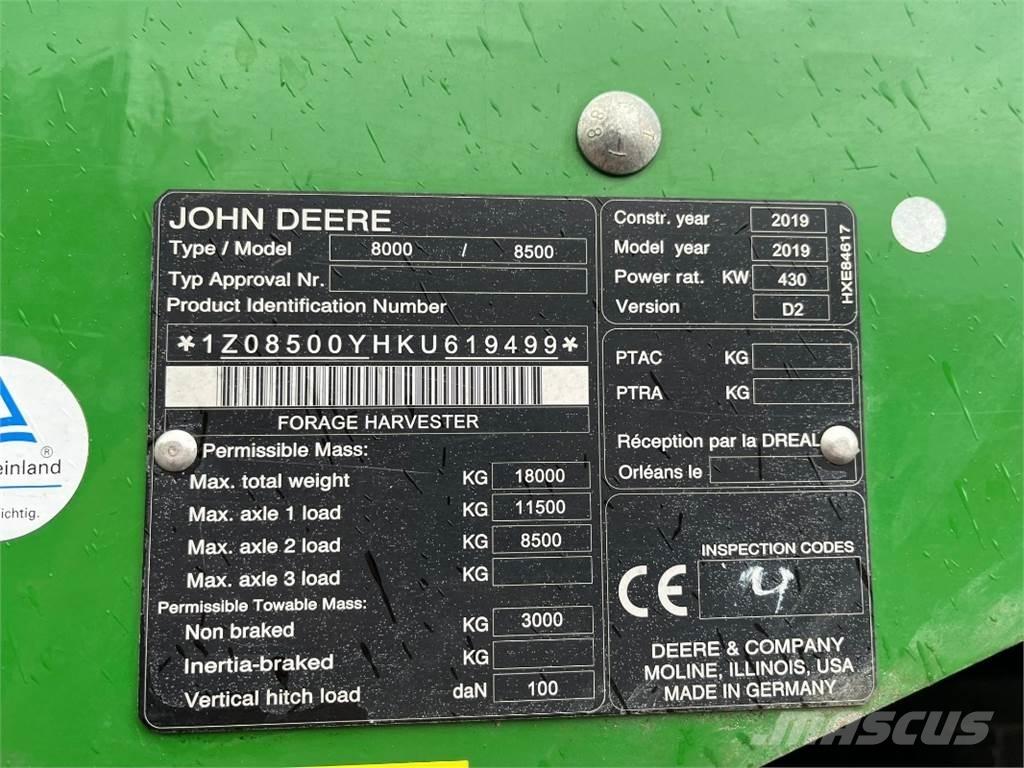 JOHN DEERE
Type / Model 8000 / 8500
Typ Approval Nr.
Product Identification Number
*1Z08500YHKU619499*
FORAGE HARVESTER
Permissible Mass:
Max. total weight KG 18000
Max. axle 1 load KG 11500
Max. axle 2 load KG 8500
Max. axle 3 load KG
Permissible Towable Mass:
Non braked KG 3000
Inertia-braked KG
Vertical hitch load daN 100
Constr. year 2019
Model year 2019
Power rat. KW 430
Version D2
HXE84617
PTAC KG
PTRA KG
Réception par la DREAL
Orléans le
INSPECTION CODES
CE
4
DEERE & COMPANY
MOLINE, ILLINOIS, USA
MADE IN GERMANY
®
einland
ichtig.
MASCUS